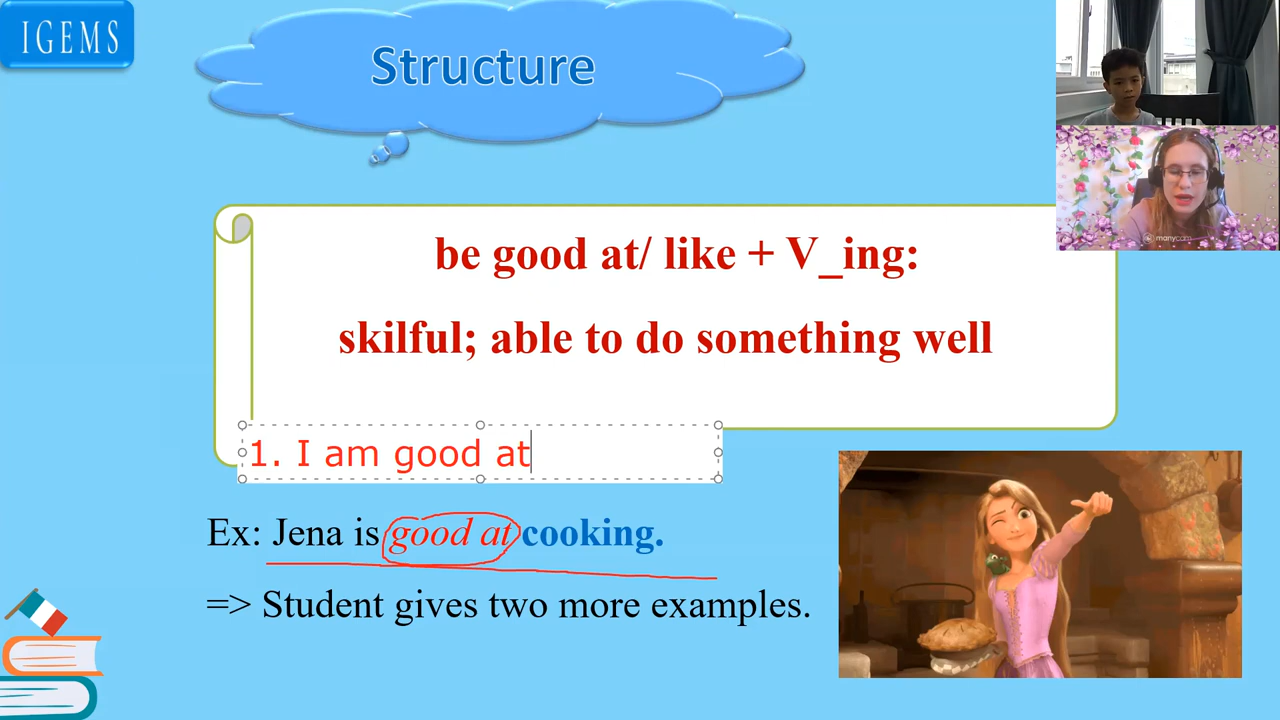 IGEMS
Structure
be good at/ like + V_ing:
skilful; able to do something well
1. I am good at
Ex: Jena is good at cooking.
=> Student gives two more examples.
manycam